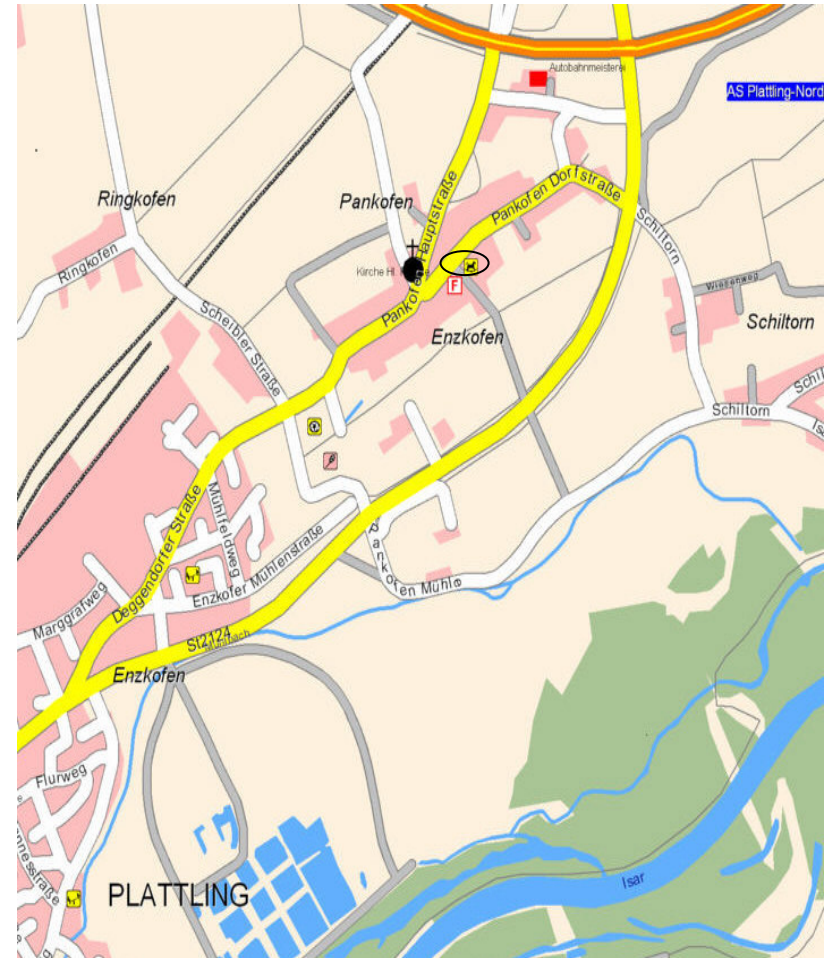 Autobahnmeisterei
AS Plattling-Nord
Ringkofen
Pankofen
Pankofen Dorfstraße
Pankofen Hauptstraße
Schiltorn
Ringkofen
Kirche Hl.
F
Wiesenweg
Schiltorn
Scheibler Straße
Enzkofen
Schiltorn
Mühlfeldweg
Deggendorfer Straße
Pankofen Mühle
Enzkofer Mühlenstraße
Marggrafweg
St2124
Enzkofen
Flurweg
PLATTLING
Isar